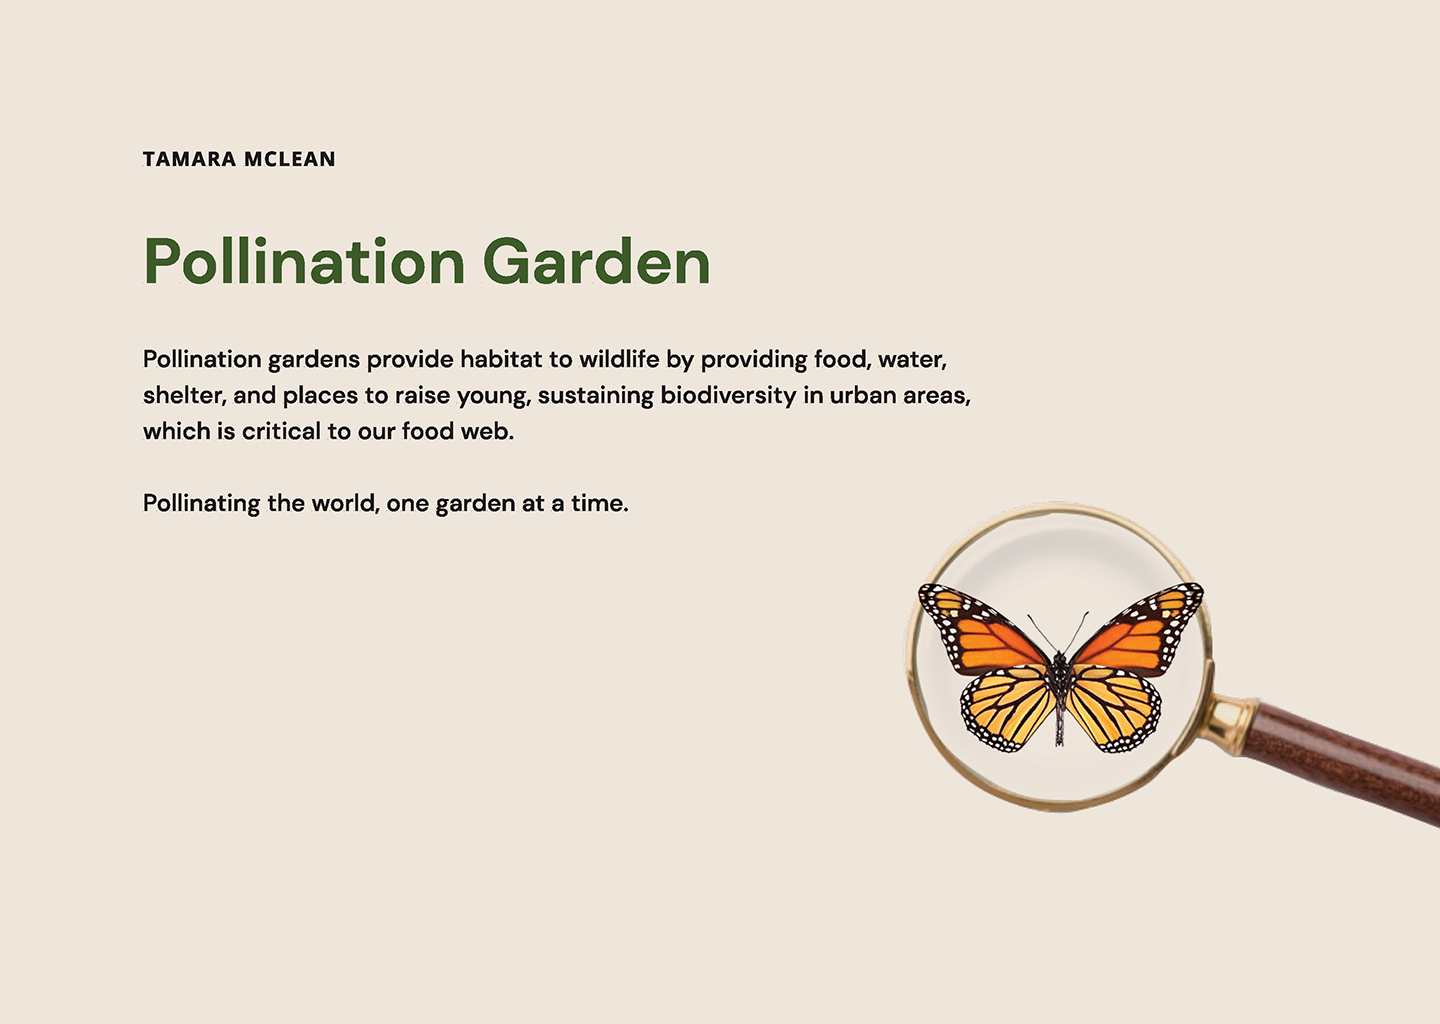 TAMARA MCLEAN
Pollination Garden
Pollination gardens provide habitat to wildlife by providing food, water,
shelter, and places to raise young, sustaining biodiversity in urban areas,
which is critical to our food web.
Pollinating the world, one garden at a time.